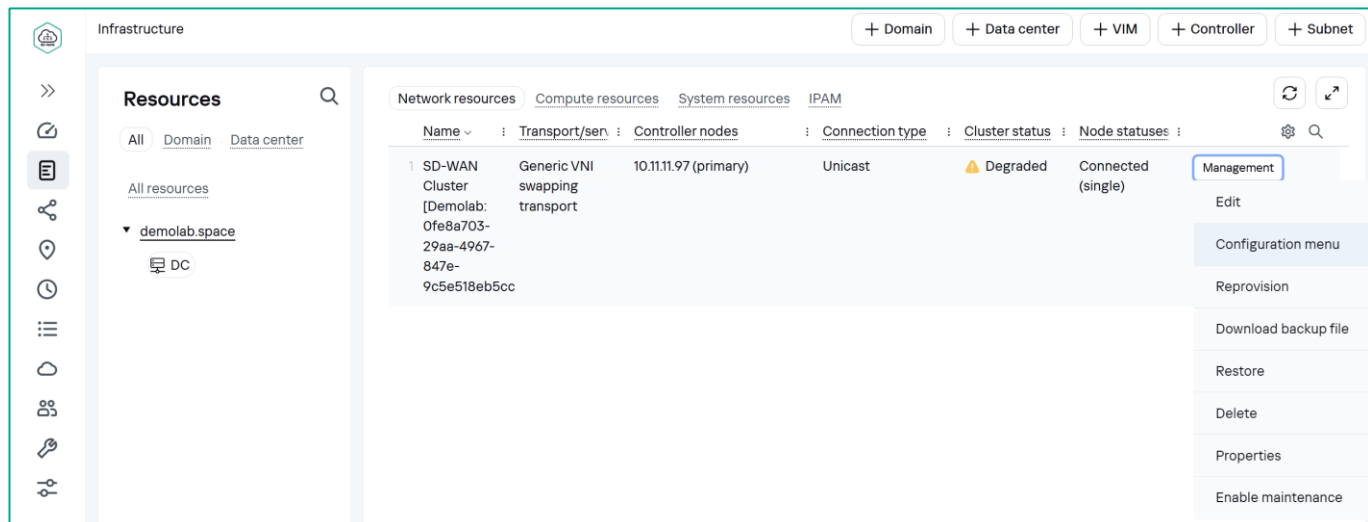 Infrastructure
+ Domain
+ Data center
+ VIM
+ Controller
+ Subnet
Resources
All Domain Data center
All resources
demolab.space
DC
Network resources Compute resources System resources IPAM
Name Transport/serv Controller nodes Connection type Cluster status Node statuses
1 SD-WAN Cluster [Demolab: 0fe8a703-29aa-4967-847e-9c5e518eb5cc
Generic VNI swapping transport
10.11.11.97 (primary)
Unicast
Degraded
Connected (single)
Management
Edit
Configuration menu
Reprovision
Download backup file
Restore
Delete
Properties
Enable maintenance